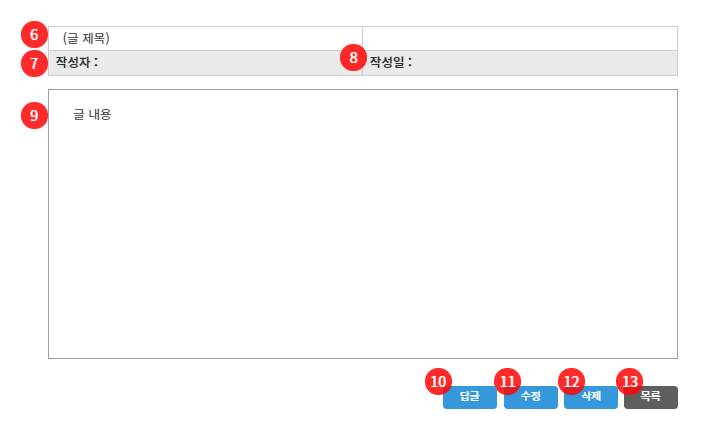 6 (글 제목)
7 작성자 : 8 작성일 :
9 글 내용
10 11 12 13
답글 수정 삭제 목록